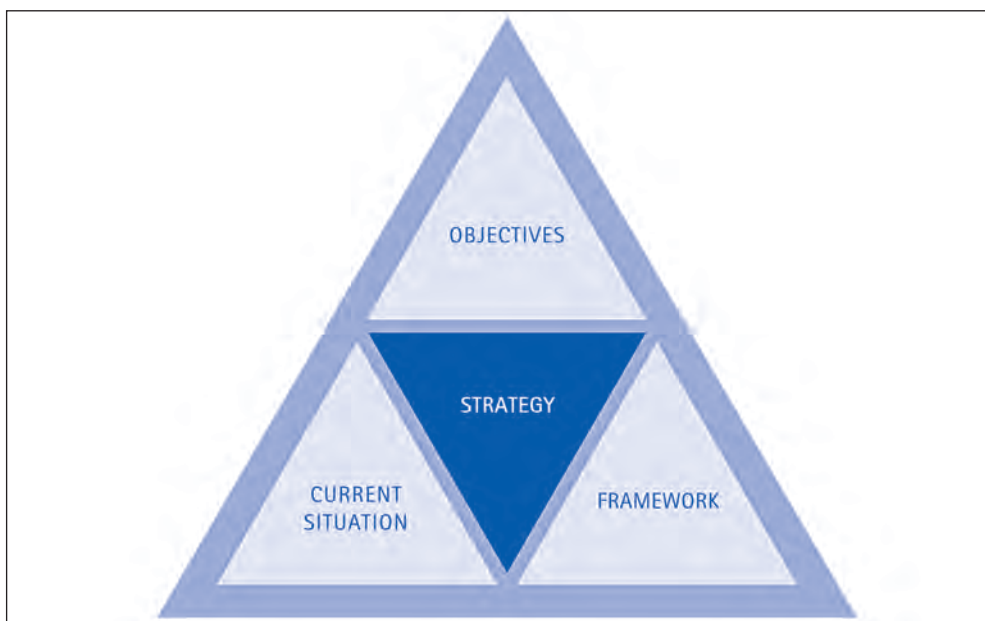 OBJECTIVES
STRATEGY
CURRENT
SITUATION
FRAMEWORK